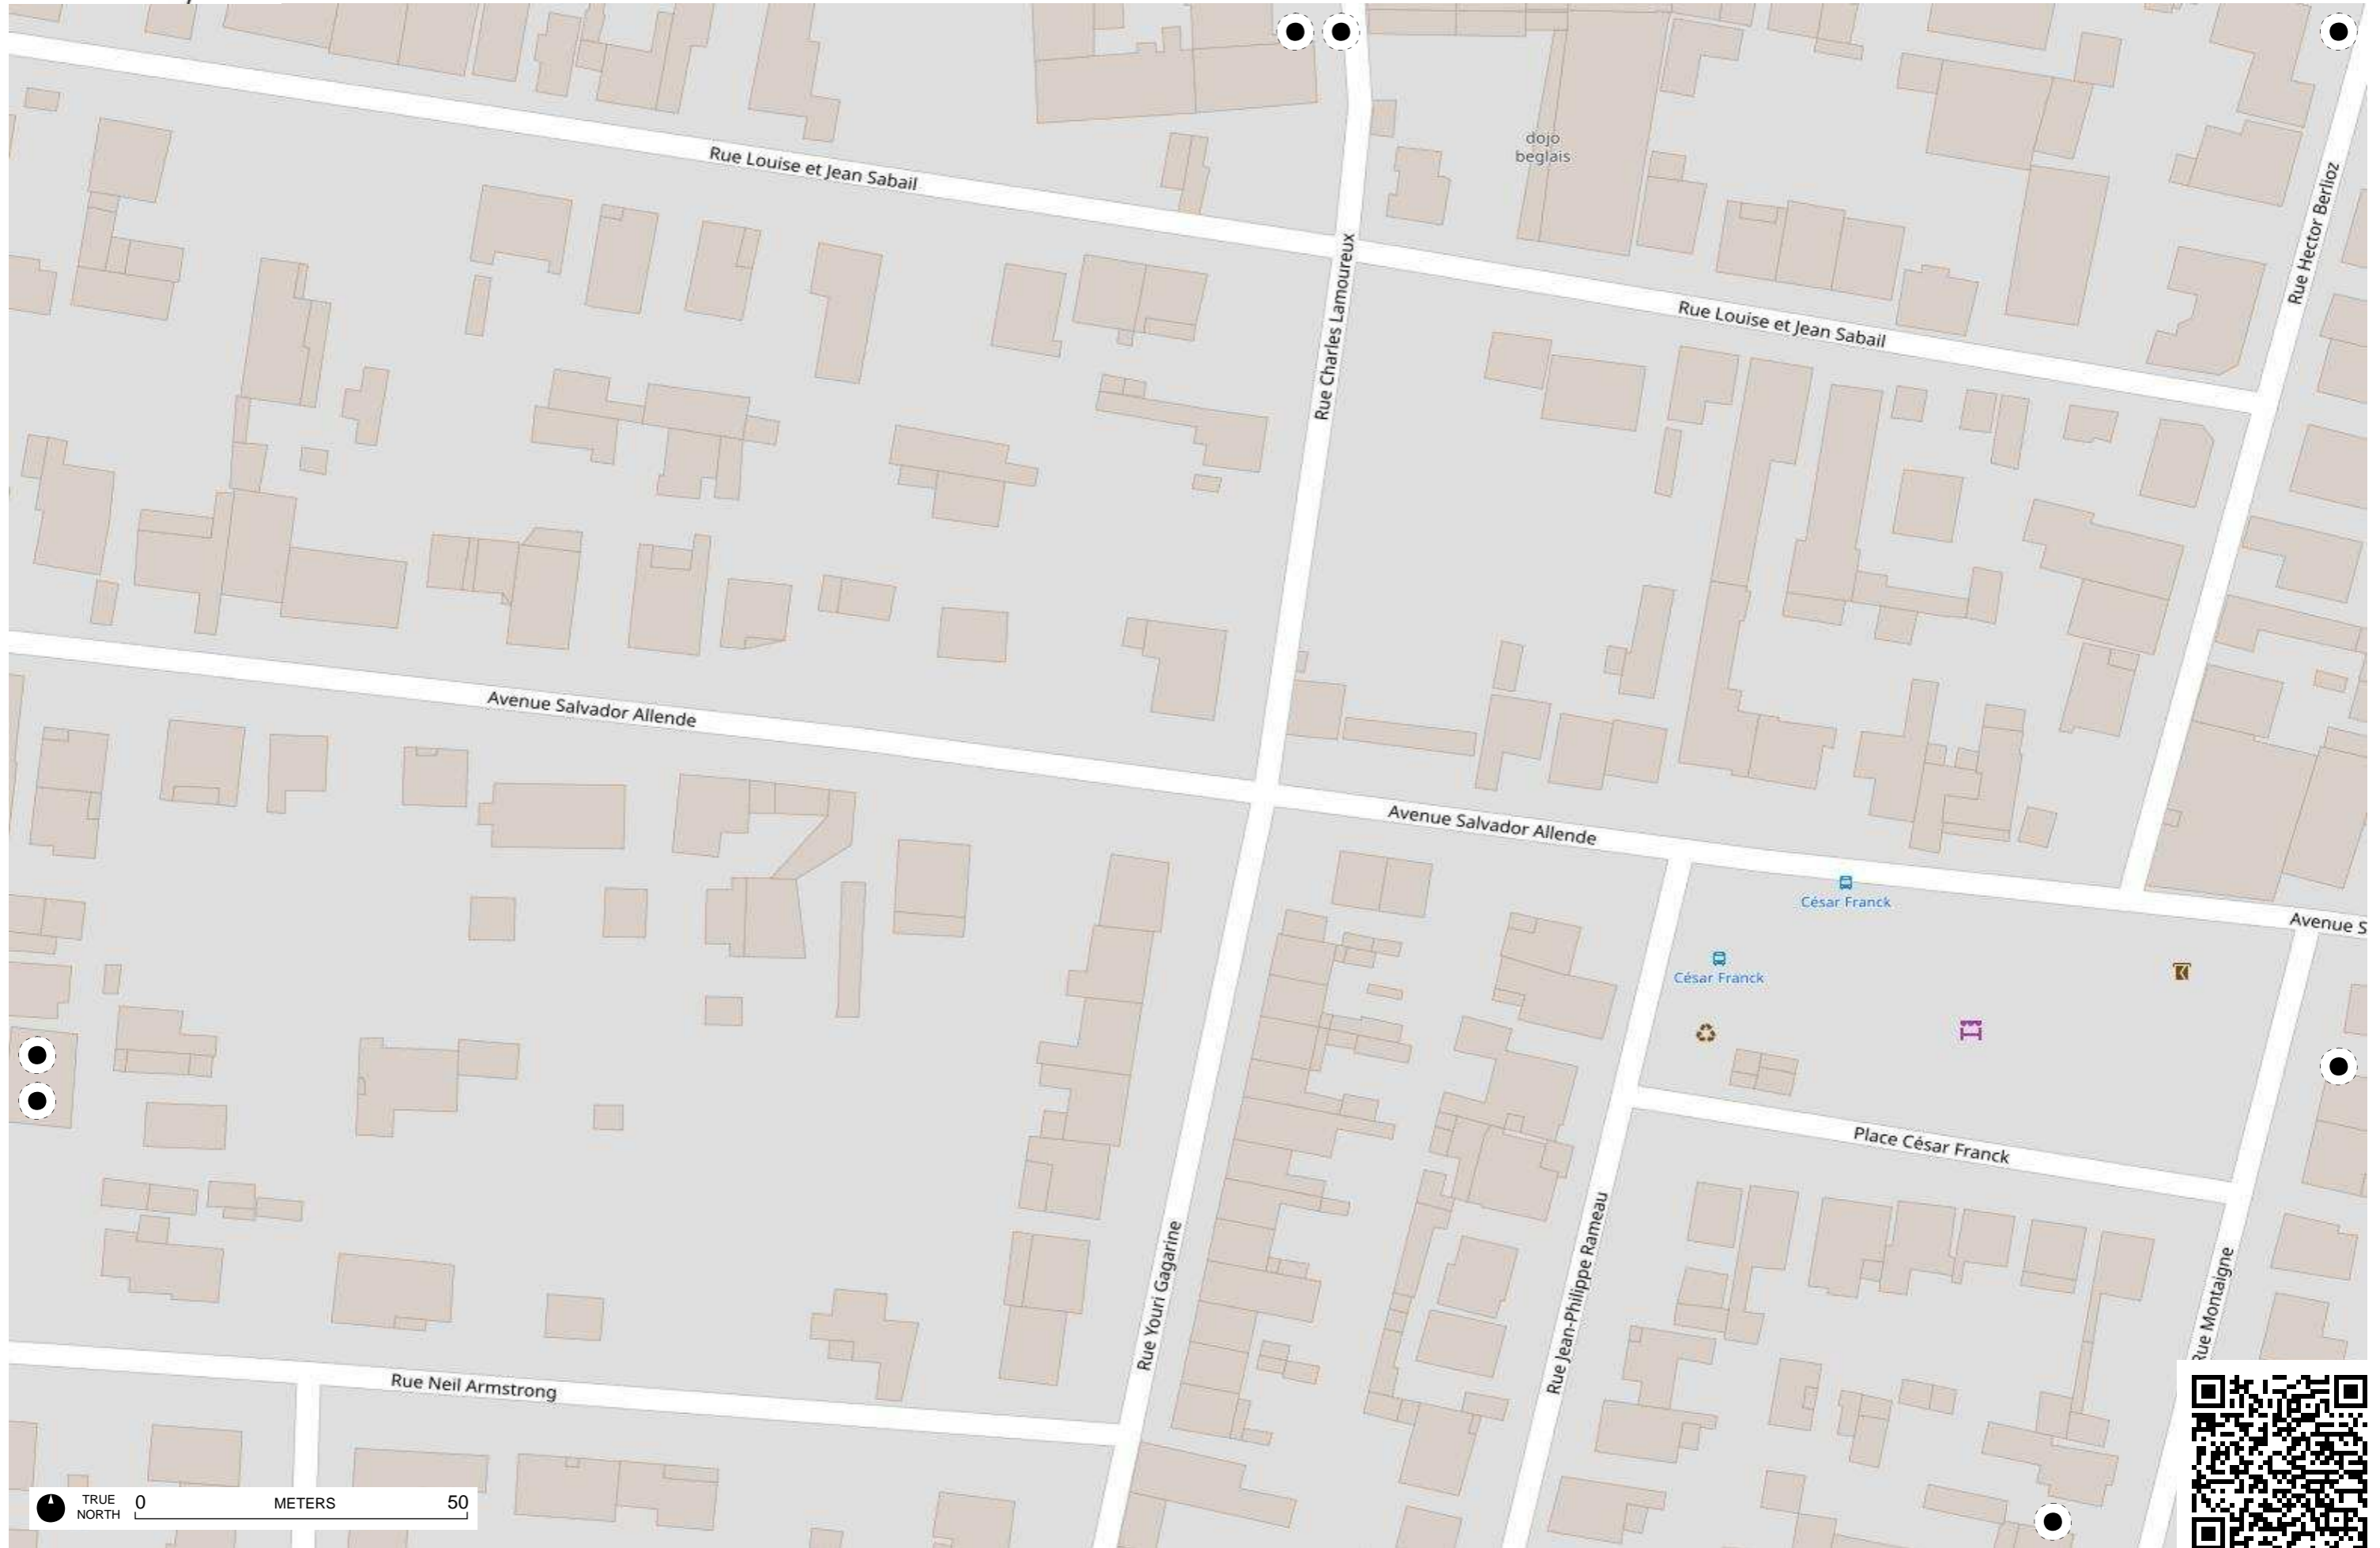 dojo
beglais
Rue Louise et Jean Sabail
Rue Hector Berlioz
Rue Charles Lamoureux
Rue Louise et Jean Sabail
Avenue Salvador Allende
Avenue Salvador Allende
César Franck
Avenue S
César Franck
Place César Franck
Rue Youri Gagarine
Rue Jean-Philippe Rameau
Rue Montaigne
Rue Neil Armstrong
TRUE
NORTH
0 METERS 50